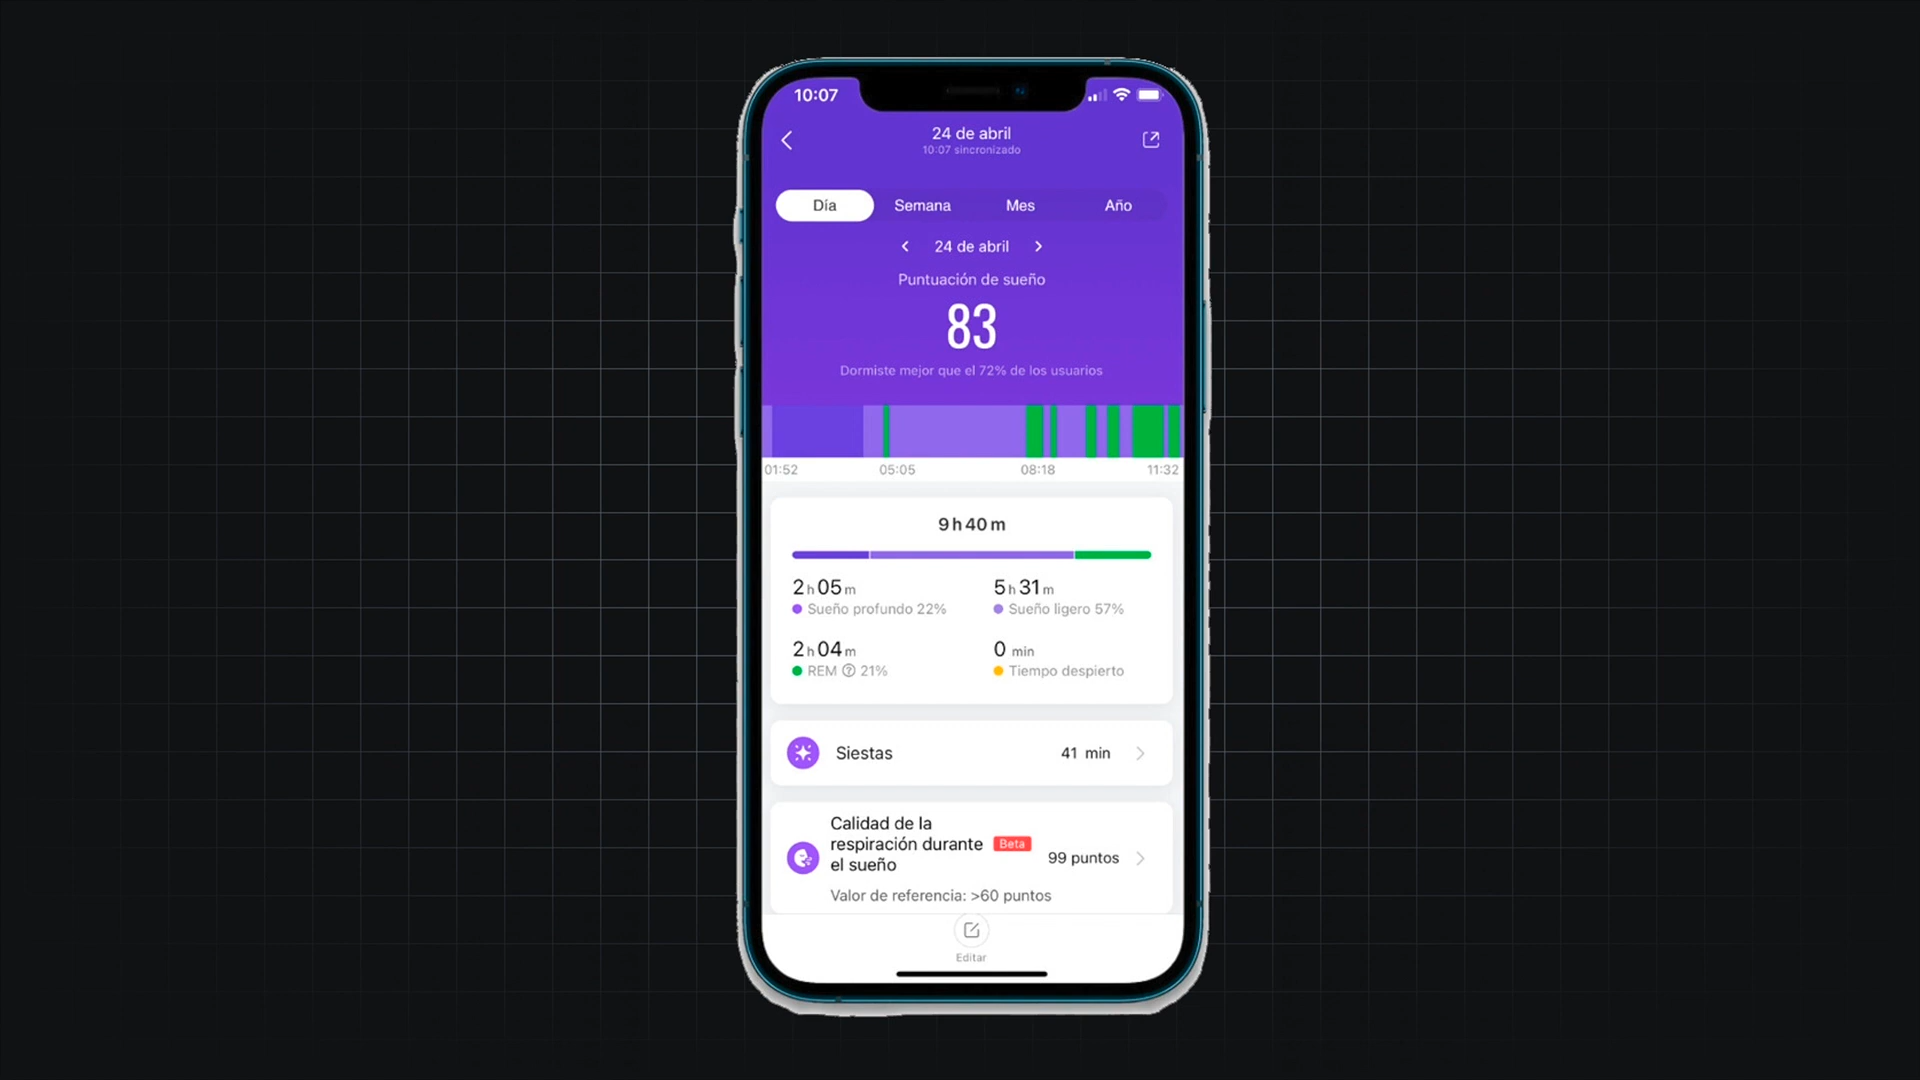 10:07
24 de abril
10:07 sincronizado
Día Semana Mes Año
24 de abril
Puntuación de sueño
83
Dormiste mejor que el 72% de los usuarios
01:52 05:05 08:18 11:32
9 h 40 m
2 h 05 m 5 h 31 m
Sueño profundo 22% Sueño ligero 57%
2 h 04 m 0 min
REM 21% Tiempo despierto
Siestas 41 min
Calidad de la
respiración durante Beta
el sueño 99 puntos
Valor de referencia: >60 puntos
Editar